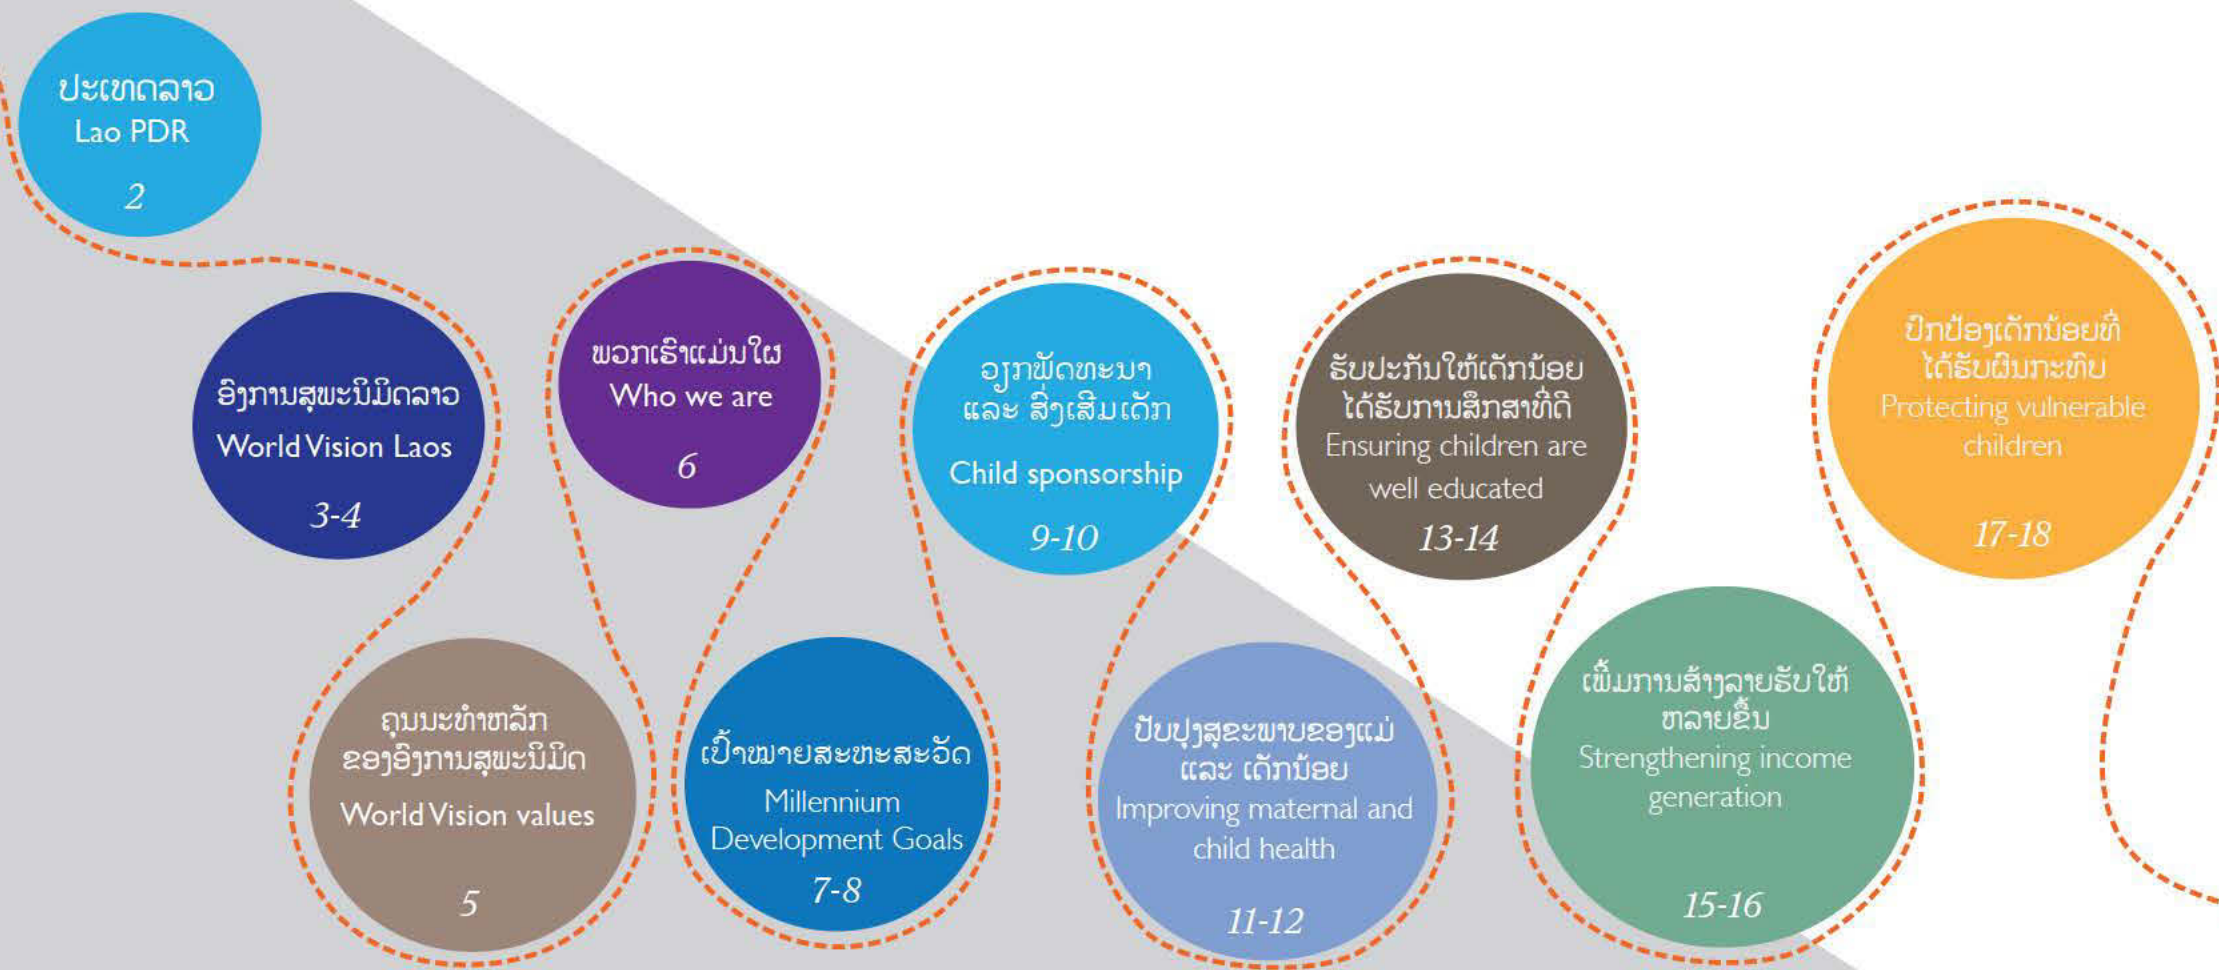 ປະເທດລາວ
Lao PDR
2
ອົງການສຸພະນິມິດລາວ
World Vision Laos
3-4
ຄຸນນະທຳຫລັກ
ຂອງອົງການສຸພະນິມິດ
World Vision values
5
ພວກເຮົາແມ່ນໃຜ
Who we are
6
ເປົ້າໝາຍສະຫະສະວັດ
Millennium
Development Goals
7-8
ວຽກພັດທະນາ
ແລະ ສົ່ງເສີມເດັກ
Child sponsorship
9-10
ປັບປຸງສຸຂະພາບຂອງແມ່
ແລະ ເດັກນ້ອຍ
Improving maternal and
child health
11-12
ຮັບປະກັນໃຫ້ເດັກນ້ອຍ
ໄດ້ຮັບການສຶກສາທີ່ດີ
Ensuring children are
well educated
13-14
ເພີ້ມການສ້າງລາຍຮັບໃຫ້
ຫລາຍຂຶ້ນ
Strengthening income
generation
15-16
ປົກປ້ອງເດັກນ້ອຍທີ່
ໄດ້ຮັບຜົນກະທົບ
Protecting vulnerable
children
17-18